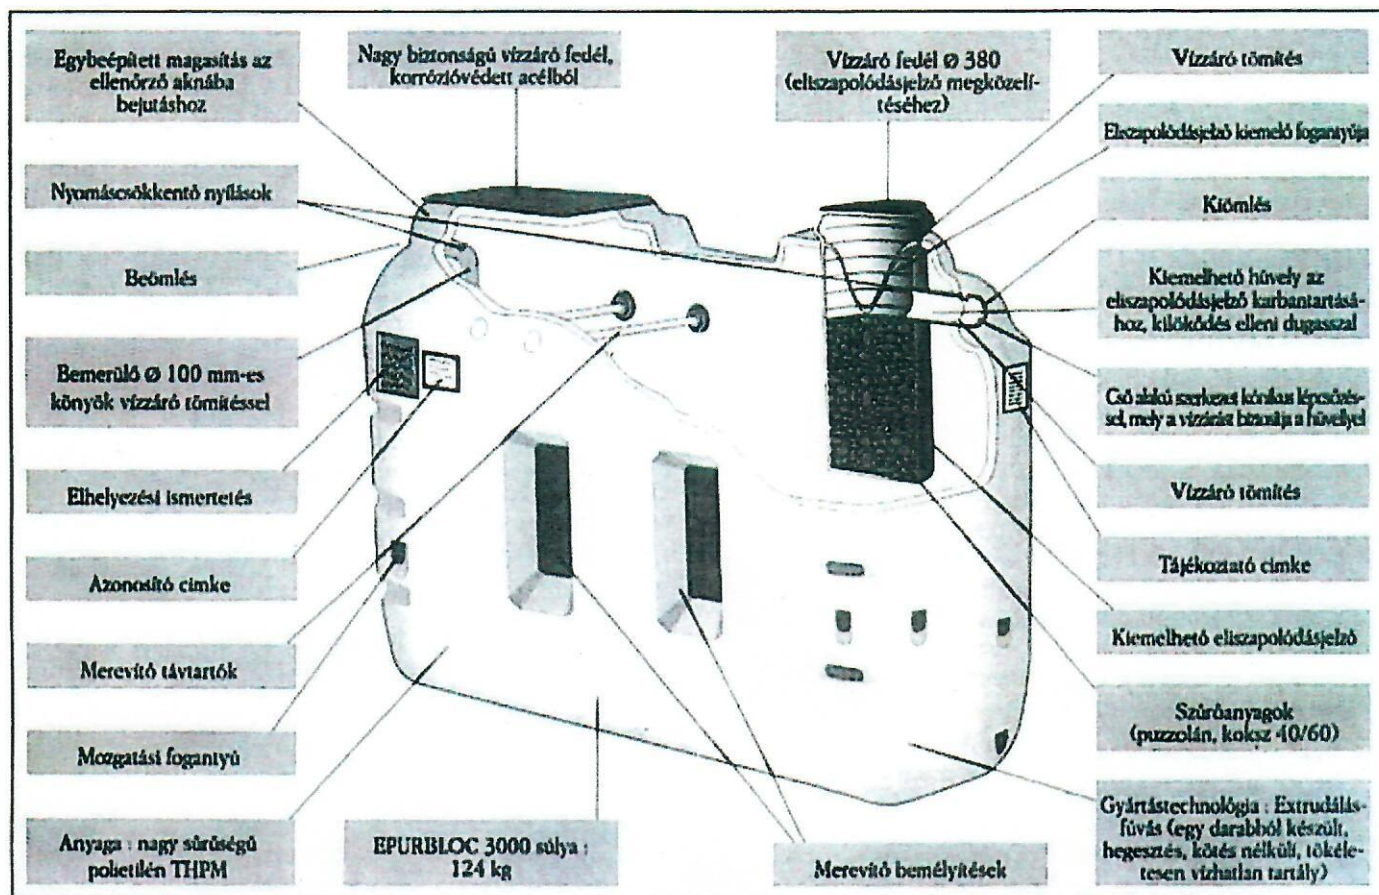 Egybeépített magasítás az
ellenőrző aknába
bejutáshoz
Nagy biztonságú vízzáró fedél,
korrózióvédett acélból
Vízzáró fedél Ø 380
(eliszapolódásjelző megközelí-
téséhez)
Vízzáró tömítés
Eliszapolódásjelző kiemelő fogantyúja
Nyomáscsökkentő nyílások
Kiömlés
Beömlés
Kiemelhető hüvely az
eliszapolódásjelző karbantartásá-
hoz, kilökődés elleni dugasszal
Bemerülő Ø 100 mm-es
könyök vízzáró tömítéssel
Cső alakú szerkezet kónikus lépcsőzés-
sel, mely a vízzárást biztosítja a hüvellyel
Elhelyezési ismertetés
Vízzáró tömítés
Azonosító címke
Tájékoztató címke
Merevítő távtartók
Kiemelhető eliszapolódásjelző
Mozgatási fogantyú
Szűrőanyagok
(puzzolán, koksz 40/60)
Anyaga : nagy sűrűségű
polietilén THPM
EPURBLOC 3000 súlya :
124 kg
Merevítő bemélyítések
Gyártástechnológia : Extrudálás-
fúvás (egy darabból készült,
hegesztés, kötés nélküli, tökéle-
tesen vízhatlan tartály)